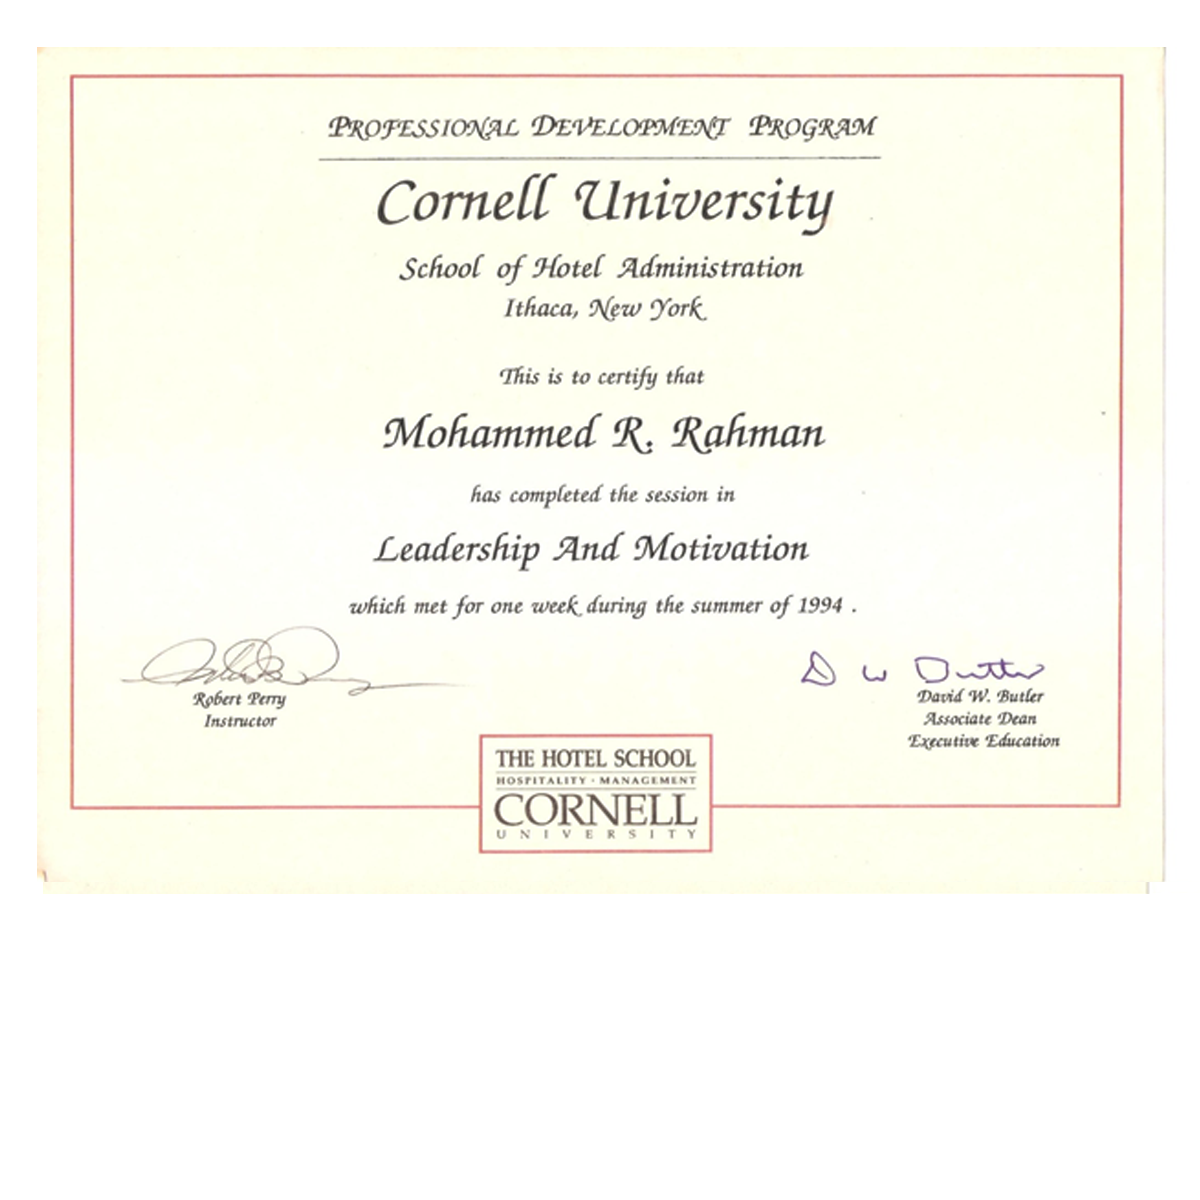 PROFESSIONAL DEVELOPMENT PROGRAM
Cornell University
School of Hotel Administration
Ithaca, New York
This is to certify that
Mohammed R. Rahman
has completed the session in
Leadership And Motivation
which met for one week during the summer of 1994 .
D W Butler
Robert Perry
Instructor
David W. Butler
Associate Dean
Executive Education
THE HOTEL SCHOOL
HOSPITALITY · MANAGEMENT
CORNELL
UNIVERSITY